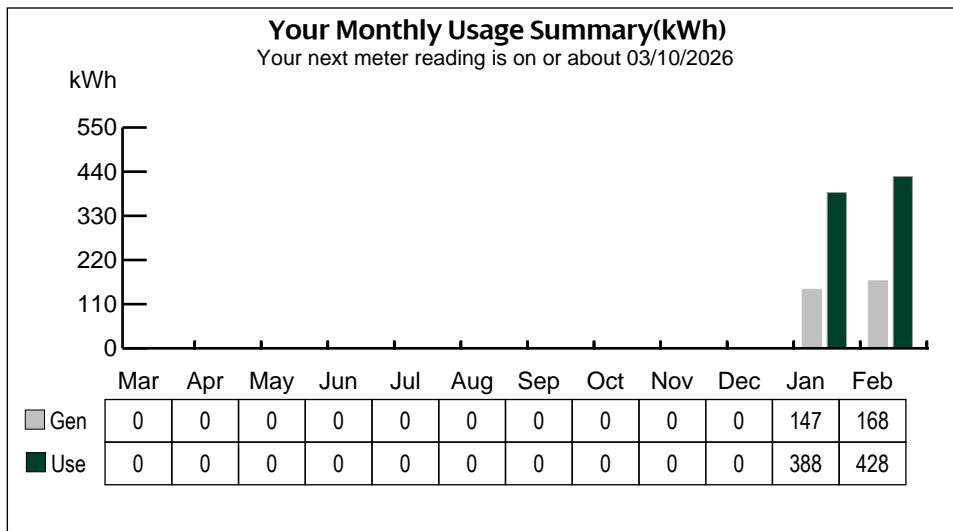 Your Monthly Usage Summary(kWh)
Your next meter reading is on or about 03/10/2026
kWh
550
440
330
220
110
0
Mar Apr May Jun Jul Aug Sep Oct Nov Dec Jan Feb
Gen 0 0 0 0 0 0 0 0 0 0 147 168
Use 0 0 0 0 0 0 0 0 0 0 388 428